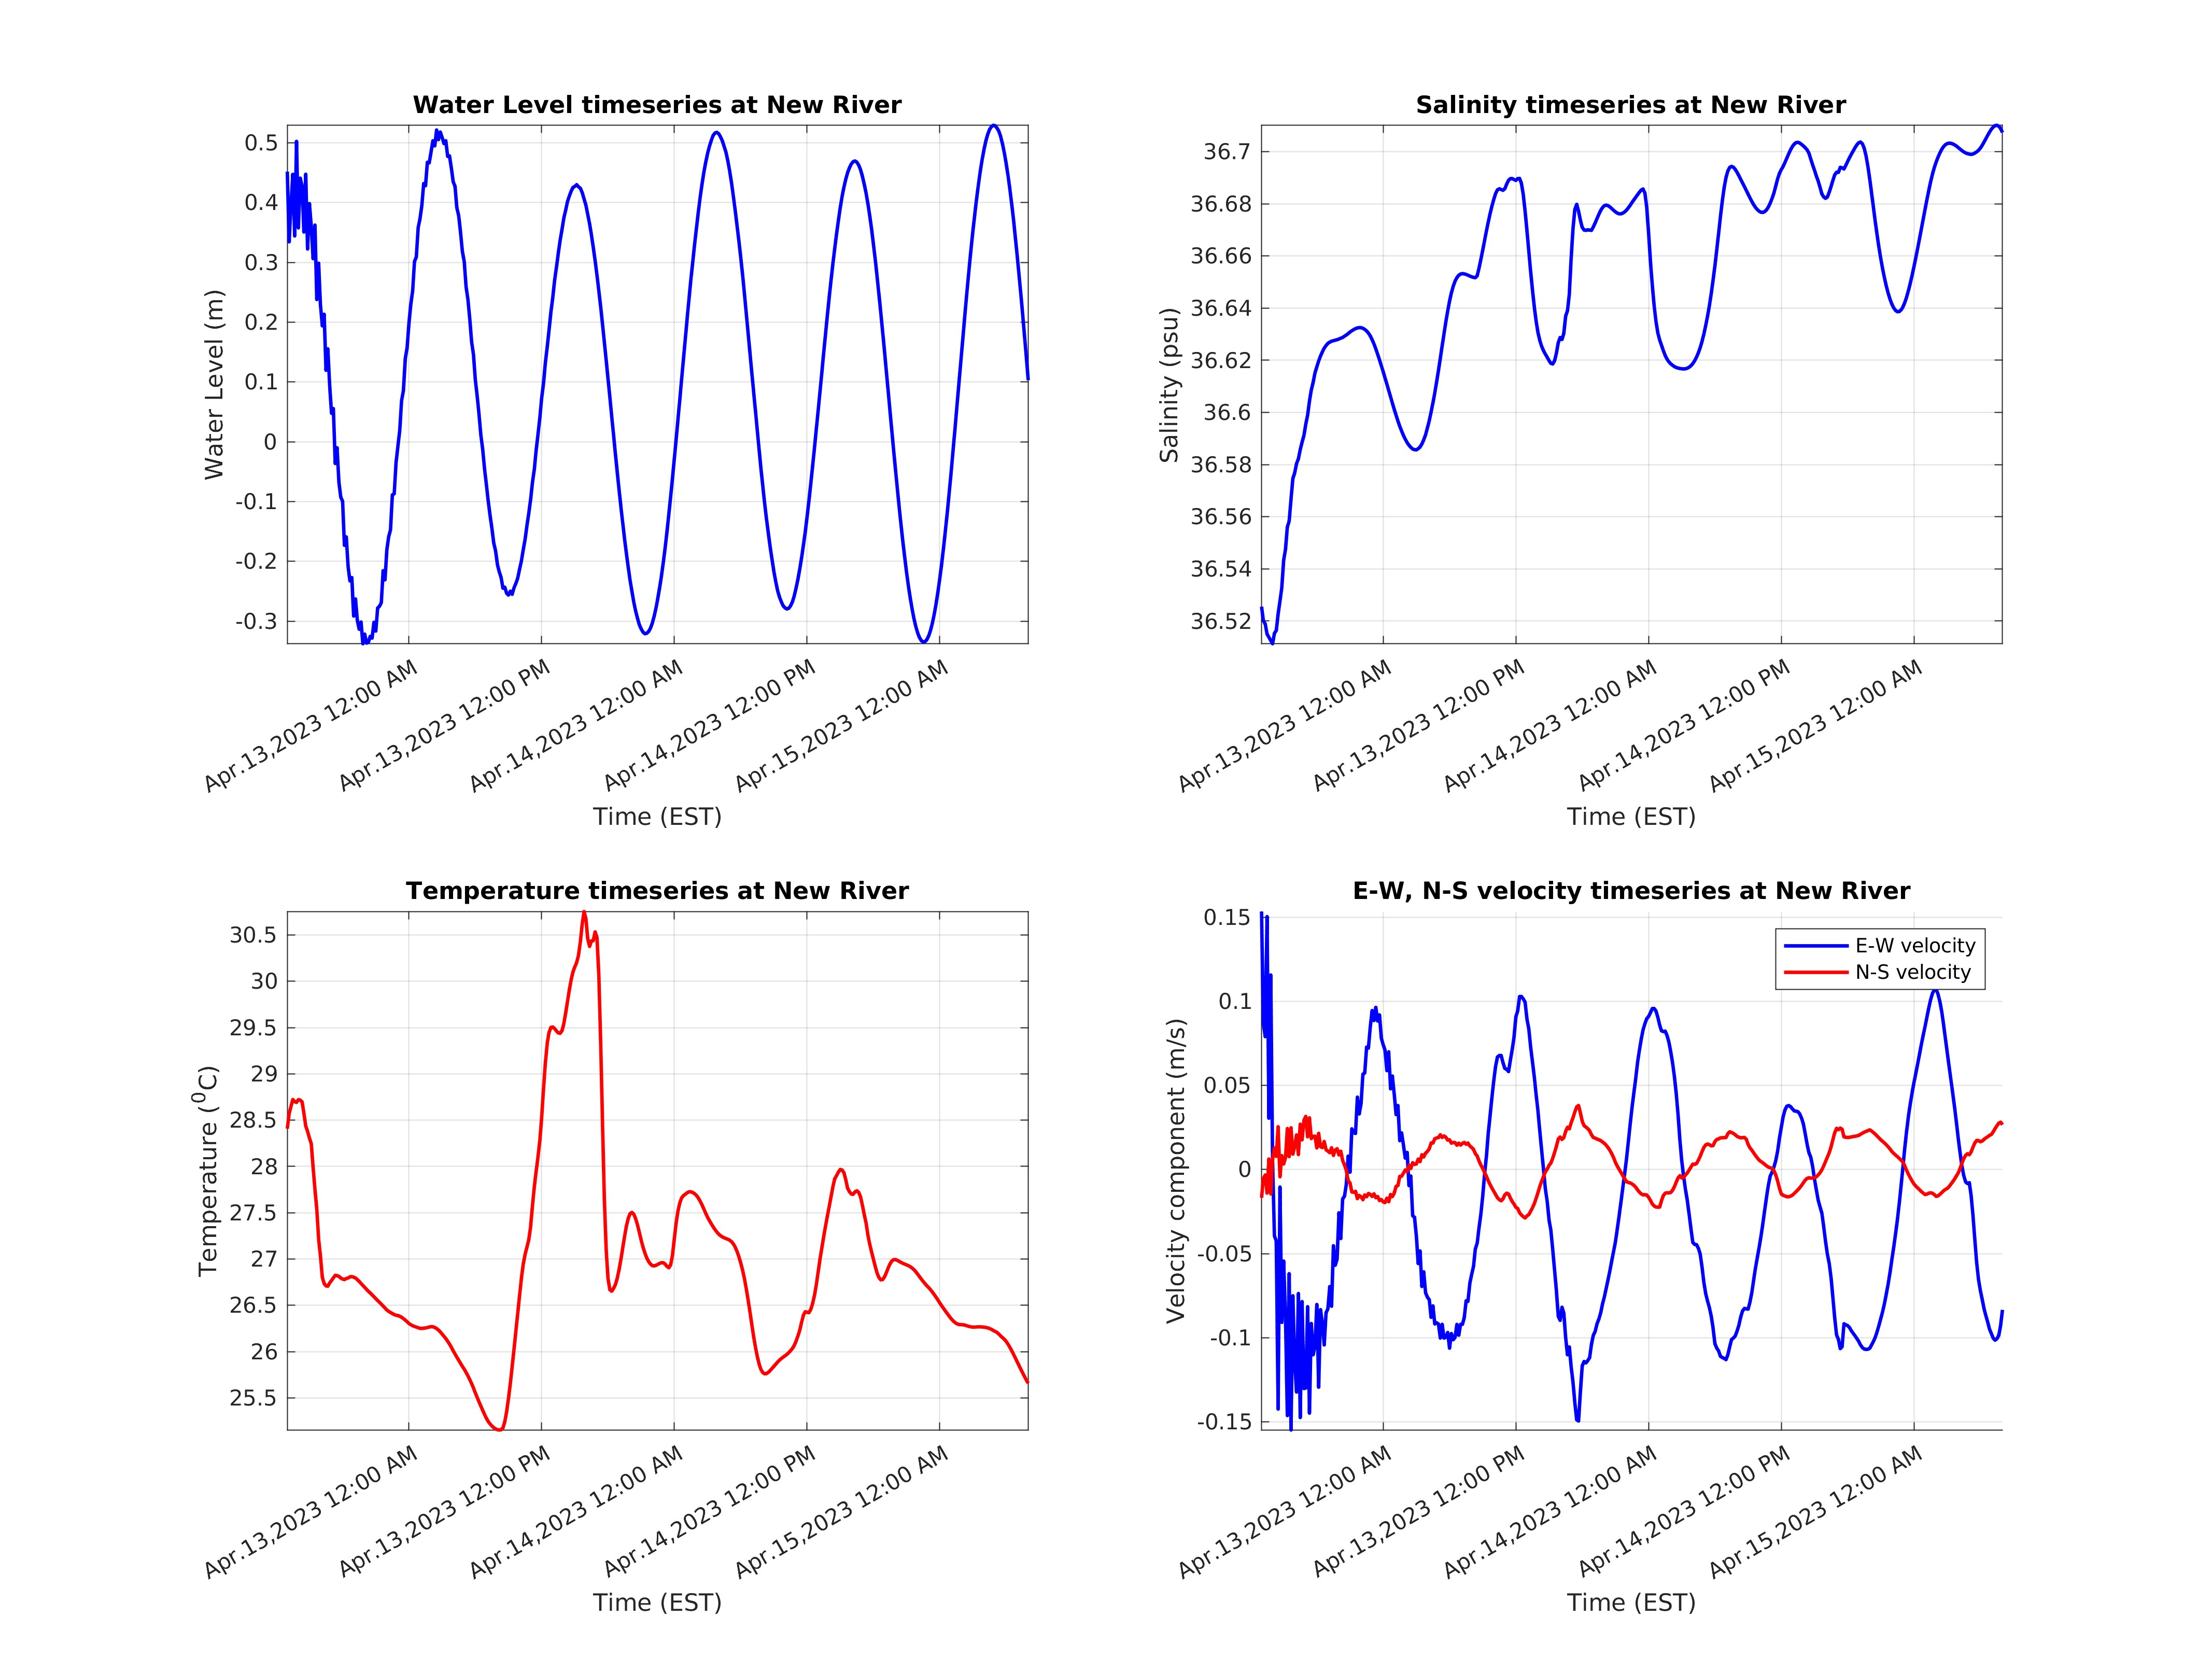 Water Level timeseries at New River
Water Level (m)
0.5
0.4
0.3
0.2
0.1
0
-0.1
-0.2
-0.3
Apr.13,2023 12:00 AM
Apr.13,2023 12:00 PM
Apr.14,2023 12:00 AM
Apr.14,2023 12:00 PM
Apr.15,2023 12:00 AM
Time (EST)
Salinity timeseries at New River
Salinity (psu)
36.7
36.68
36.66
36.64
36.62
36.6
36.58
36.56
36.54
36.52
Apr.13,2023 12:00 AM
Apr.13,2023 12:00 PM
Apr.14,2023 12:00 AM
Apr.14,2023 12:00 PM
Apr.15,2023 12:00 AM
Time (EST)
Temperature timeseries at New River
Temperature (⁰C)
30.5
30
29.5
29
28.5
28
27.5
27
26.5
26
25.5
Apr.13,2023 12:00 AM
Apr.13,2023 12:00 PM
Apr.14,2023 12:00 AM
Apr.14,2023 12:00 PM
Apr.15,2023 12:00 AM
Time (EST)
E-W, N-S velocity timeseries at New River
Velocity component (m/s)
0.15
0.1
0.05
0
-0.05
-0.1
-0.15
E-W velocity
N-S velocity
Apr.13,2023 12:00 AM
Apr.13,2023 12:00 PM
Apr.14,2023 12:00 AM
Apr.14,2023 12:00 PM
Apr.15,2023 12:00 AM
Time (EST)